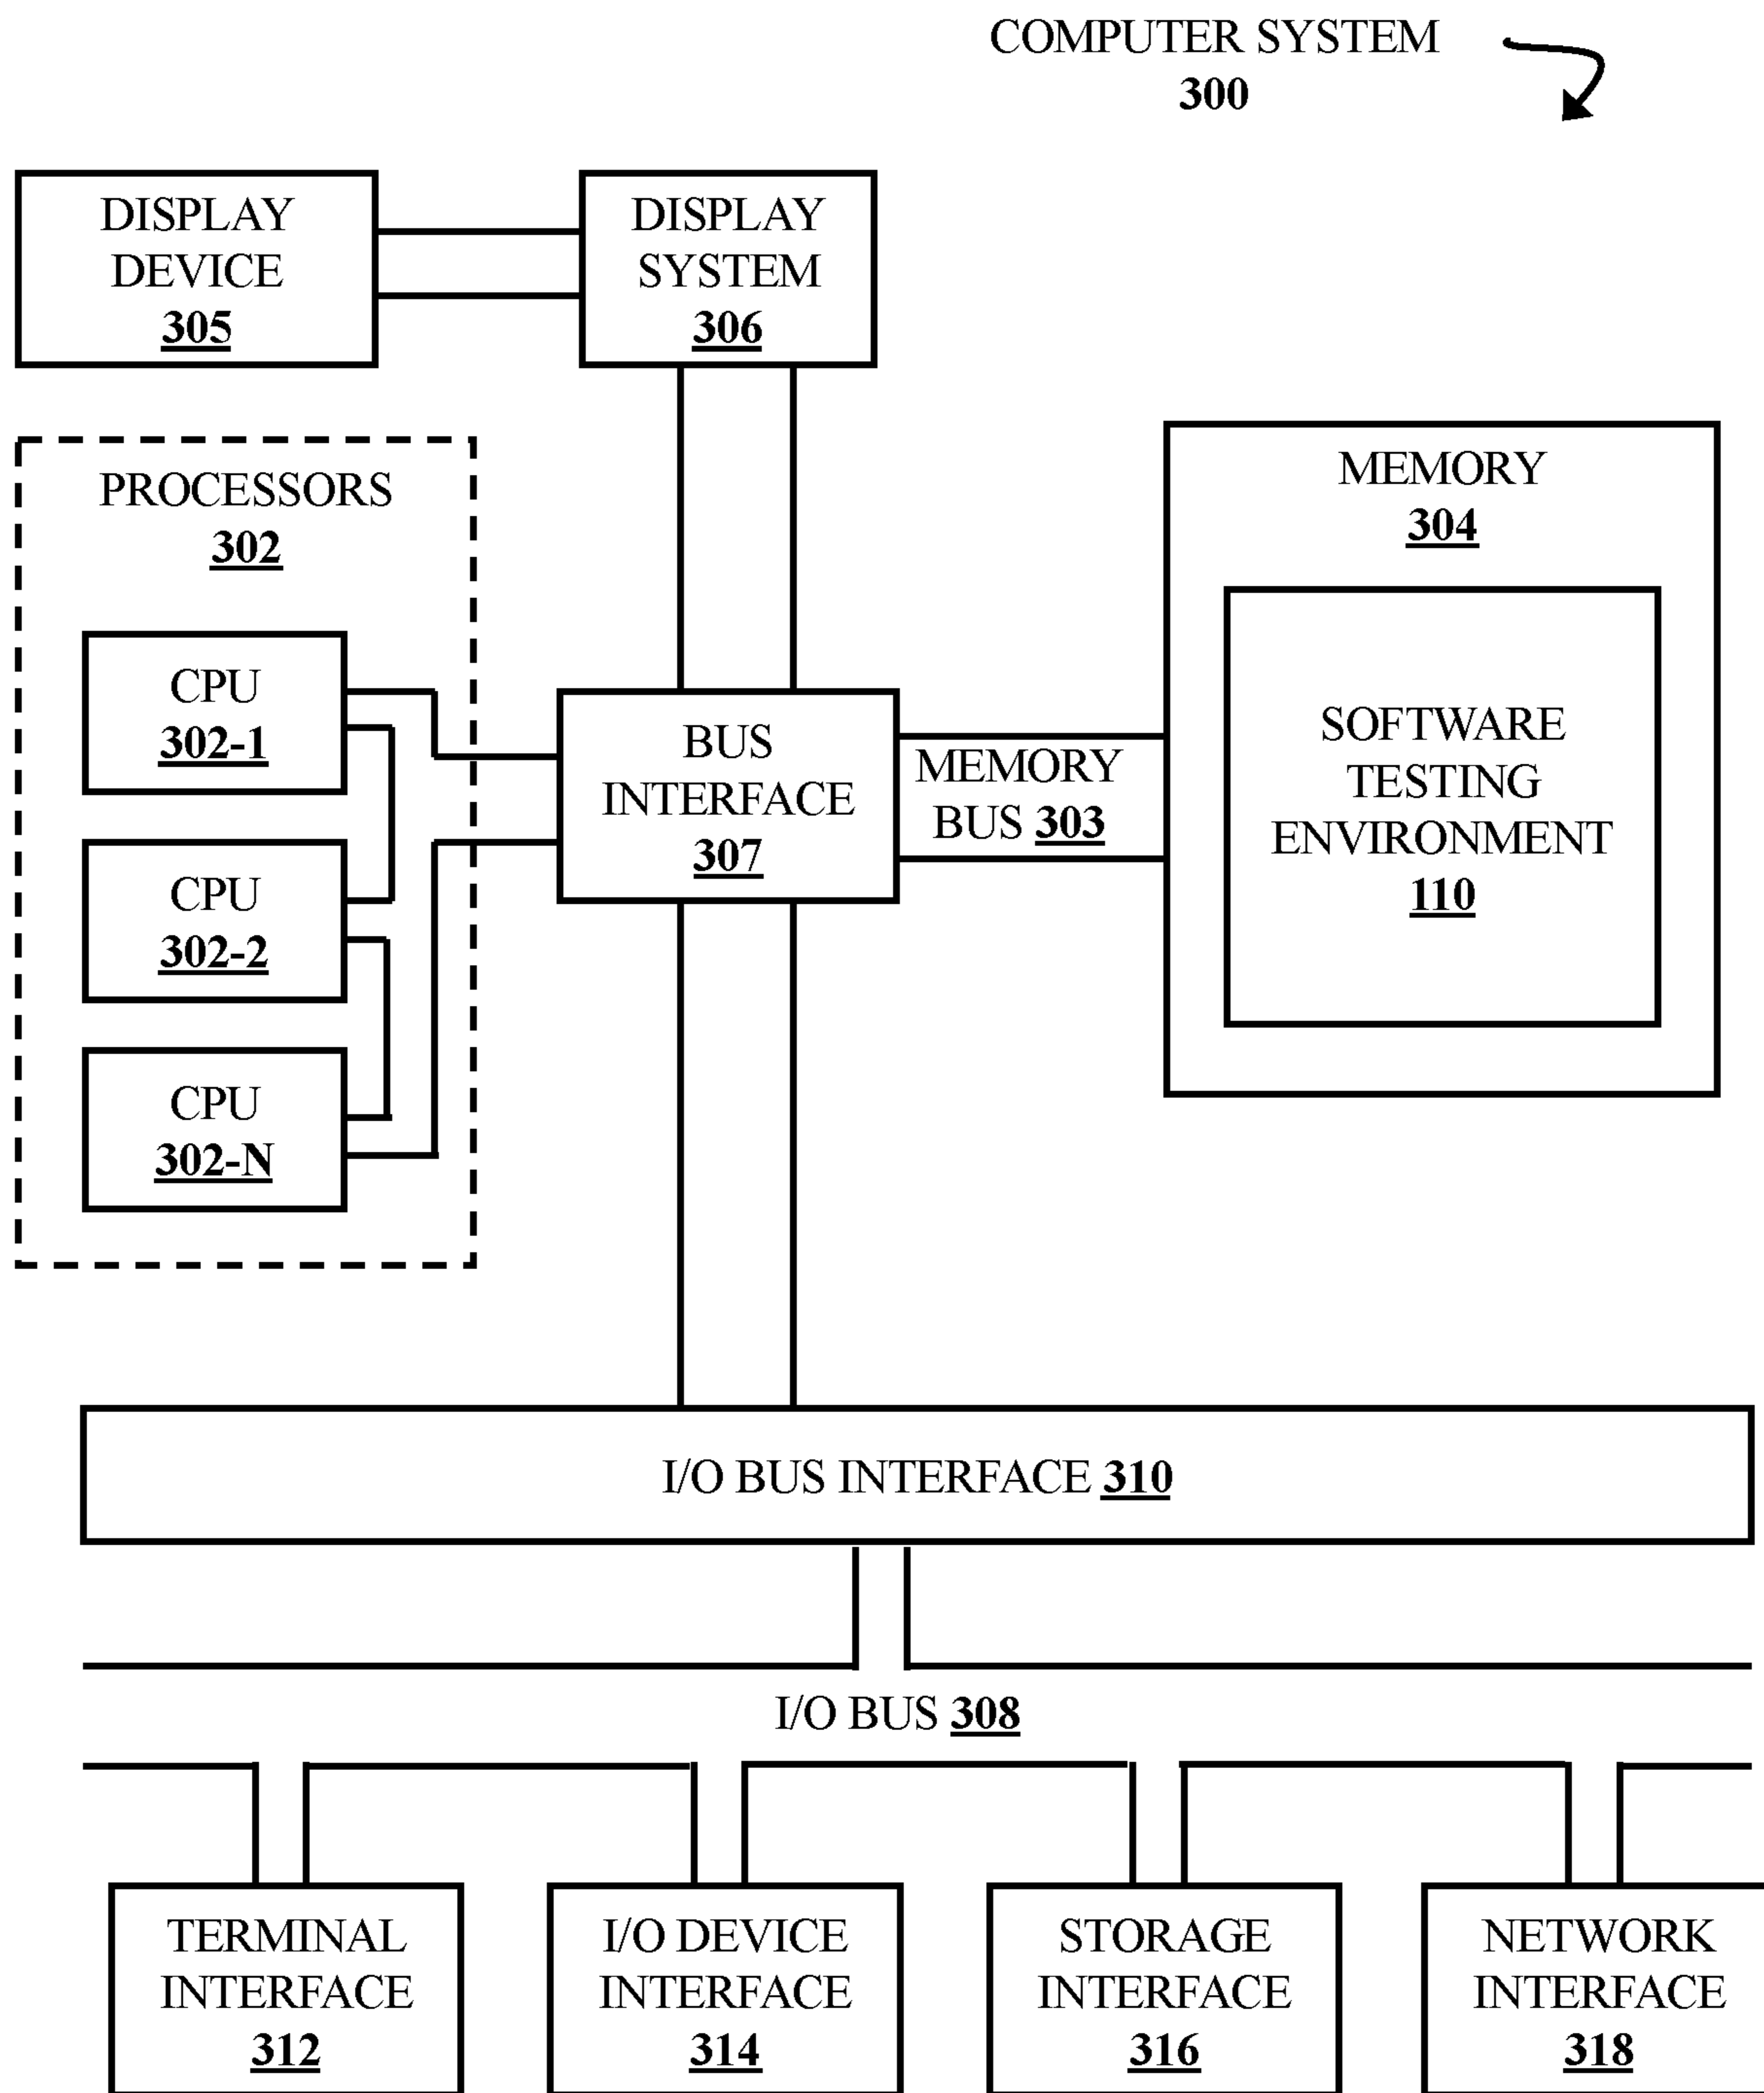 COMPUTER SYSTEM
300
DISPLAY
DEVICE
305
DISPLAY
SYSTEM
306
PROCESSORS
302
CPU
302-1
CPU
302-2
CPU
302-N
BUS
INTERFACE
307
MEMORY
BUS 303
MEMORY
304
SOFTWARE
TESTING
ENVIRONMENT
110
I/O BUS INTERFACE 310
I/O BUS 308
TERMINAL
INTERFACE
312
I/O DEVICE
INTERFACE
314
STORAGE
INTERFACE
316
NETWORK
INTERFACE
318